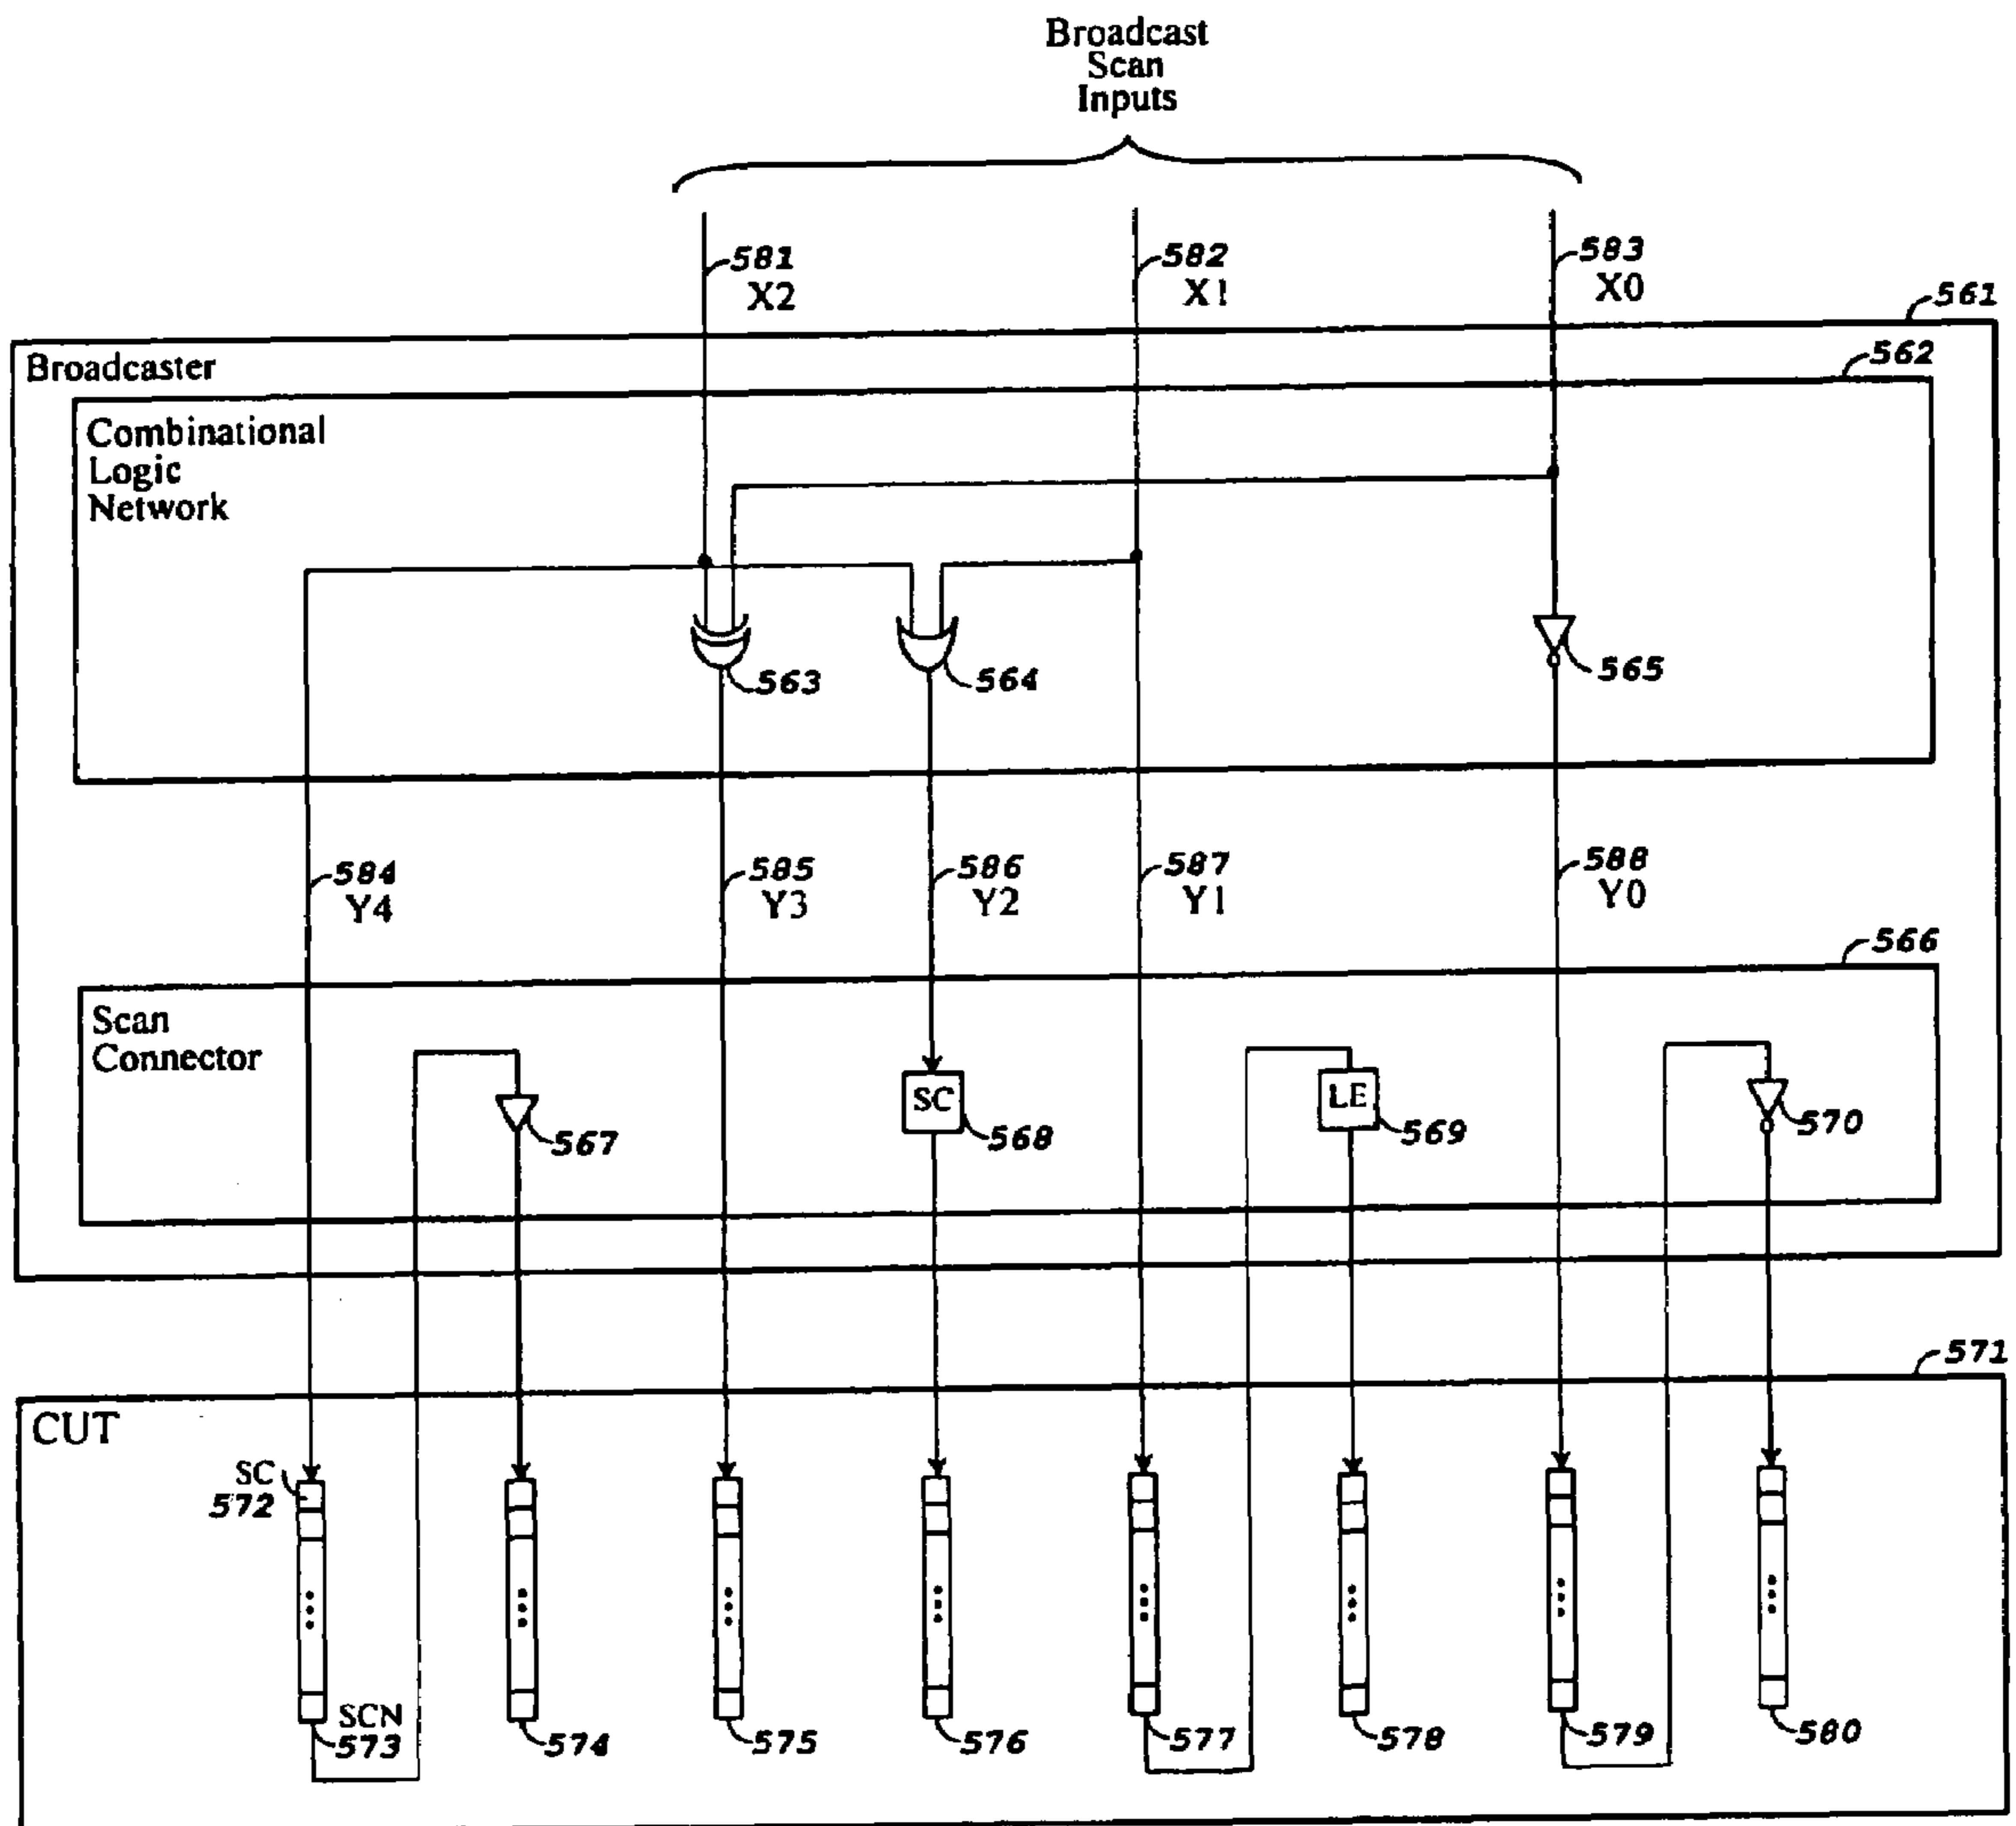 Broadcast
Scan
Inputs
581
X2
582
X1
583
X0
561
Broadcaster
562
Combinational
Logic
Network
563
564
565
584
Y4
585
Y3
586
Y2
587
Y1
588
Y0
566
Scan
Connector
567
SC
568
LE
569
570
571
CUT
SC
572
SCN
573
574
575
576
577
578
579
580